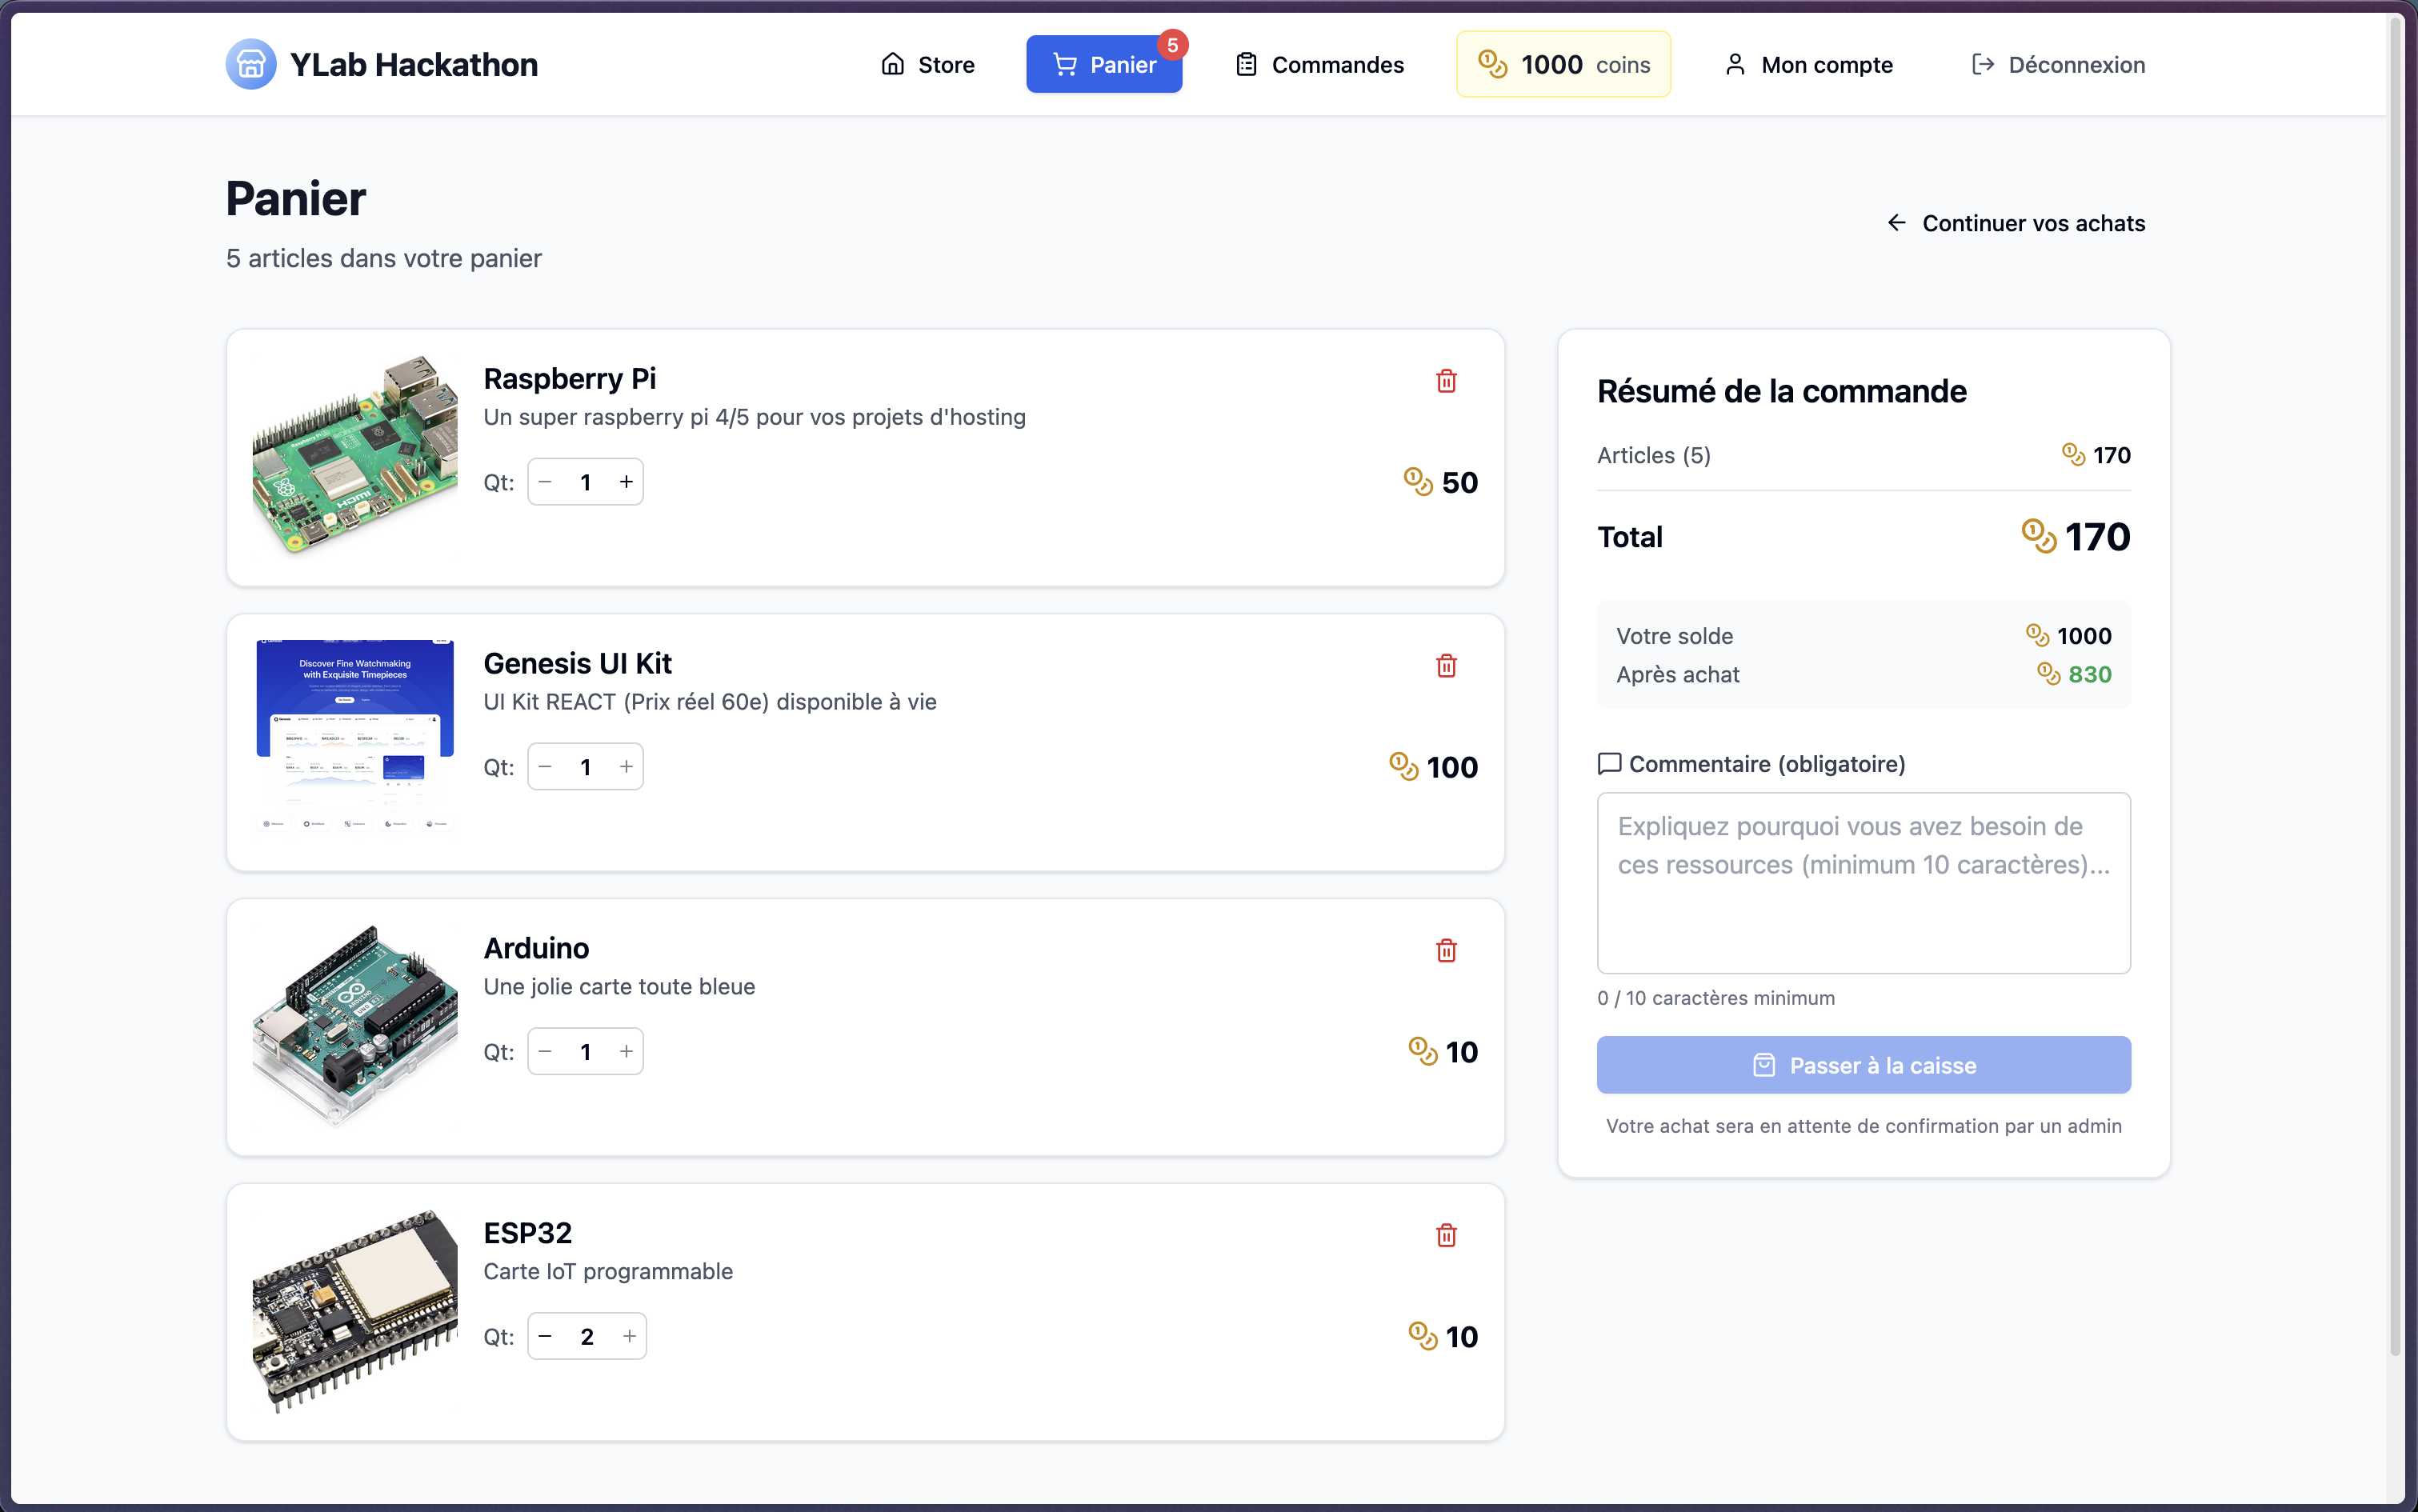 YLab Hackathon
Store
Panier
5
Commandes
1000 coins
Mon compte
Déconnexion
Panier
5 articles dans votre panier
Continuer vos achats
Raspberry Pi
Un super raspberry pi 4/5 pour vos projets d'hosting
Qt: − 1 +
50
HDMI
Genesis UI Kit
UI Kit REACT (Prix réel 60e) disponible à vie
Qt: − 1 +
100
Discover Fine Watchmaking
with Exquisite Timepieces
Arduino
Une jolie carte toute bleue
Qt: − 1 +
10
ARDUINO
UNO
ESP32
Carte IoT programmable
Qt: − 2 +
10
Résumé de la commande
Articles (5) 170
Total 170
Votre solde 1000
Après achat 830
Commentaire (obligatoire)
Expliquez pourquoi vous avez besoin de
ces ressources (minimum 10 caractères)...
0 / 10 caractères minimum
Passer à la caisse
Votre achat sera en attente de confirmation par un admin